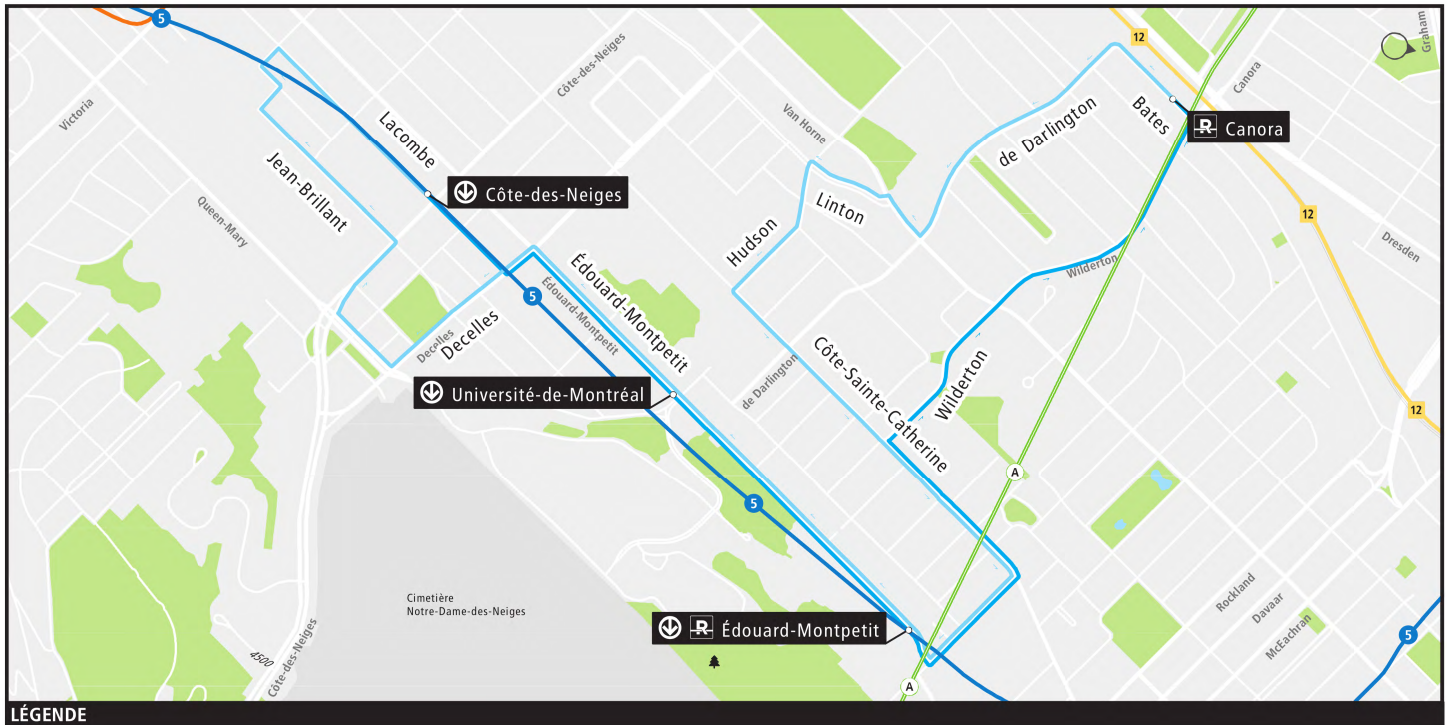 5
12
Graham
Canora
Côte-des-Neiges
Victoria
Lacombe
Van Horne
de Darlington
Bates
R Canora
Jean-Brillant
Côte-des-Neiges
Queen-Mary
Linton
Hudson
12
Dresden
Édouard-Montpetit
Wilderton
5
Édouard-Montpetit
Decelles
Decelles
Côte-Sainte-Catherine
Wilderton
de Darlington
Université-de-Montréal
12
A
5
Cimetière
Notre-Dame-des-Neiges
Rockland
Davaar
McEachran
R Édouard-Montpetit
5
4500
Côte-des-Neiges
A
LÉGENDE